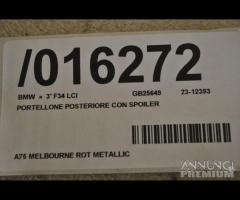 /016272
BMW » 3' F34 LCI GB25649 23-12393
PORTELLONE POSTERIORE CON SPOILER
A75 MELBOURNE ROT METALLIC
ANNUNCI
PREMIUM